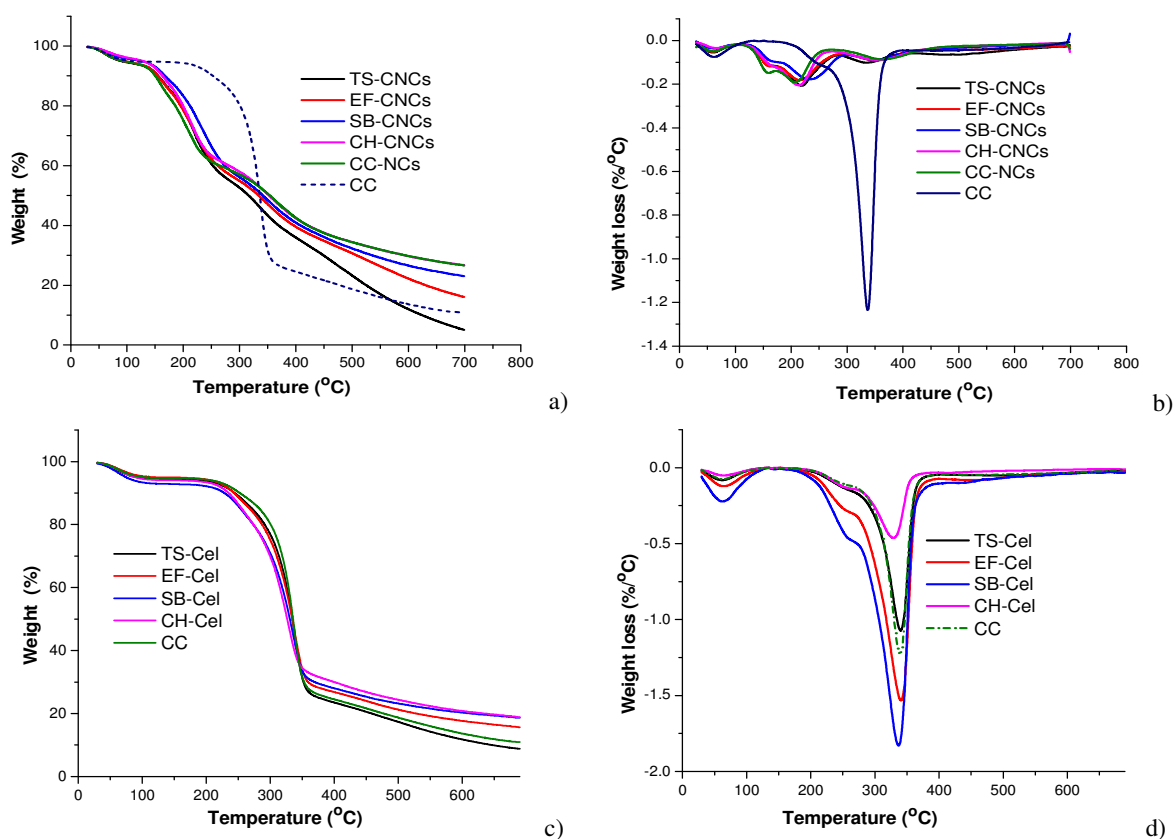 100
80
60
40
20
0
Weight (%)
TS-CNCs
EF-CNCs
SB-CNCs
CH-CNCs
CC-NCs
CC
0 100 200 300 400 500 600 700 800
Temperature (°C)
a)
0.0
-0.2
-0.4
-0.6
-0.8
-1.0
-1.2
-1.4
Weight loss (%/°C)
TS-CNCs
EF-CNCs
SB-CNCs
CH-CNCs
CC-NCs
CC
0 100 200 300 400 500 600 700 800
Temperature (°C)
b)
100
80
60
40
20
0
Weight (%)
TS-Cel
EF-Cel
SB-Cel
CH-Cel
CC
0 100 200 300 400 500 600
Temperature (°C)
c)
0.0
-0.5
-1.0
-1.5
-2.0
Weight loss (%/°C)
TS-Cel
EF-Cel
SB-Cel
CH-Cel
CC
0 100 200 300 400 500 600
Temperature (°C)
d)